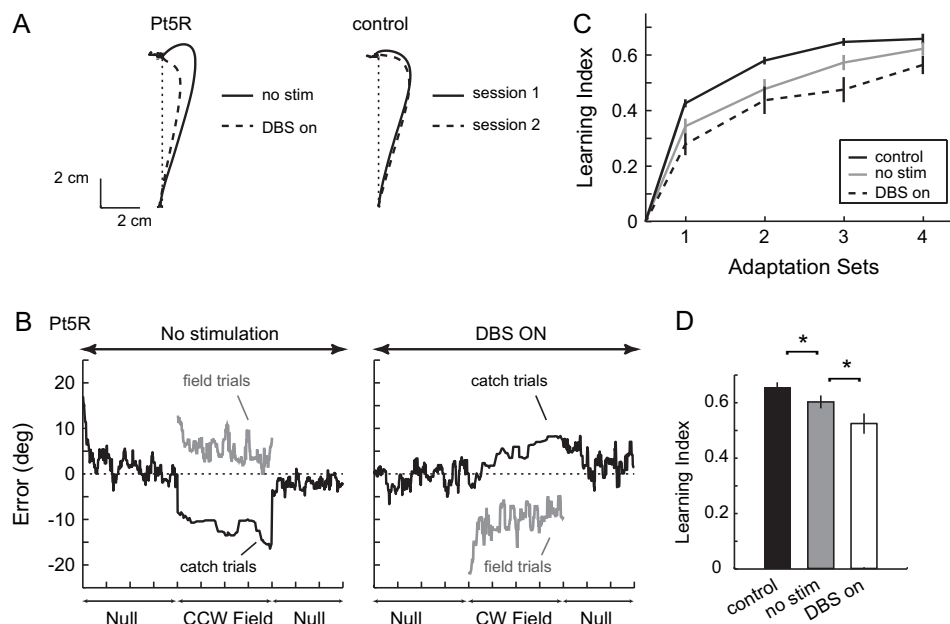 A
Pt5R
control
no stim
DBS on
session 1
session 2
2 cm
2 cm
C
Learning Index
0.6
0.4
0.2
0
1
2
3
4
Adaptation Sets
control
no stim
DBS on
B
Pt5R
No stimulation
DBS ON
Error (deg)
20
10
0
-10
-20
field trials
catch trials
catch trials
field trials
Null
CCW Field
Null
Null
CW Field
Null
D
*
*
Learning Index
0.6
0.4
0.2
0
control
no stim
DBS on